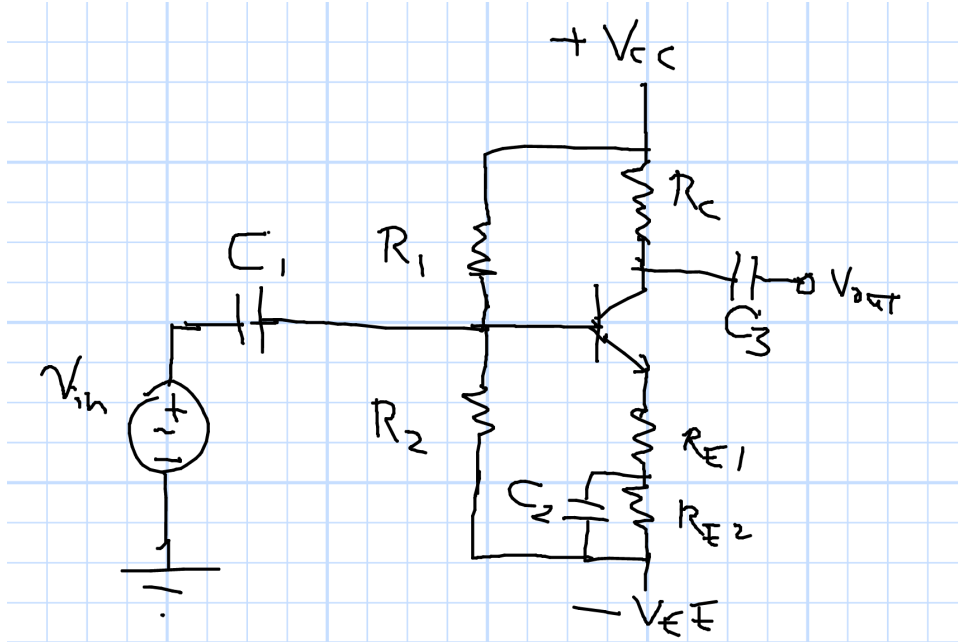 + Vcc
Rc
C1
R1
Vout
C3
Vin
+
~
−
R2
RE1
C2
RE2
− VEE